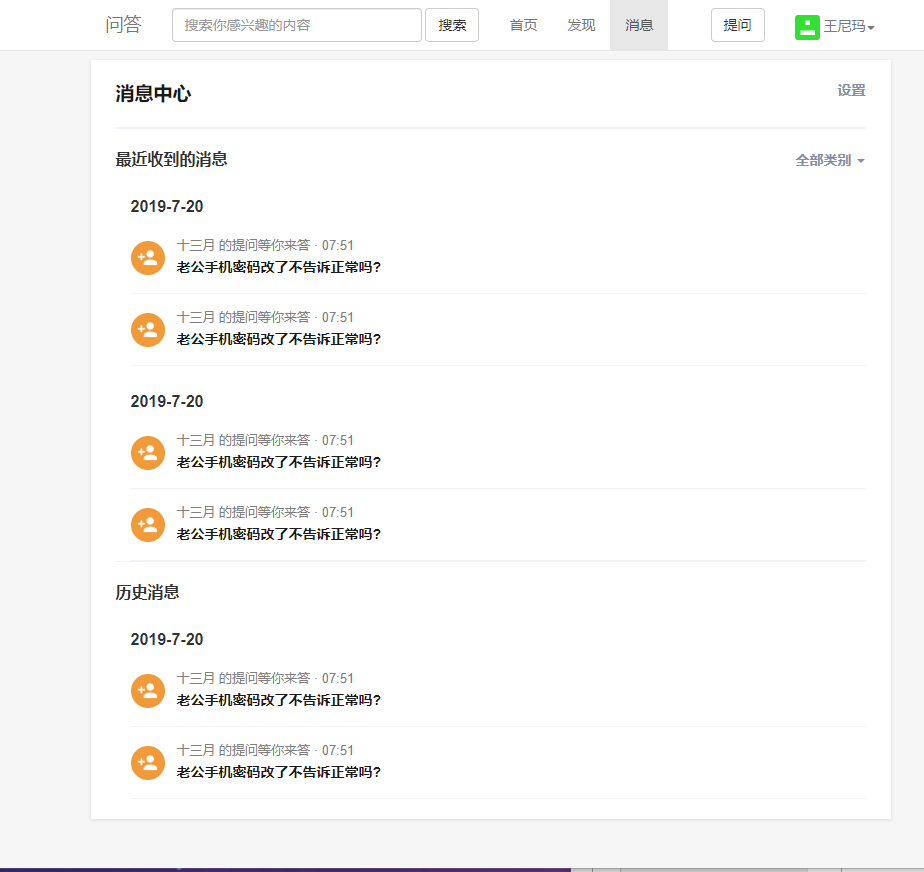 问答 搜索你感兴趣的内容 搜索 首页 发现 消息 提问 王尼玛
消息中心 设置
最近收到的消息 全部类别
2019-7-20
十三月 的提问等你来答 · 07:51
老公手机密码改了不告诉正常吗?
十三月 的提问等你来答 · 07:51
老公手机密码改了不告诉正常吗?
2019-7-20
十三月 的提问等你来答 · 07:51
老公手机密码改了不告诉正常吗?
十三月 的提问等你来答 · 07:51
老公手机密码改了不告诉正常吗?
历史消息
2019-7-20
十三月 的提问等你来答 · 07:51
老公手机密码改了不告诉正常吗?
十三月 的提问等你来答 · 07:51
老公手机密码改了不告诉正常吗?